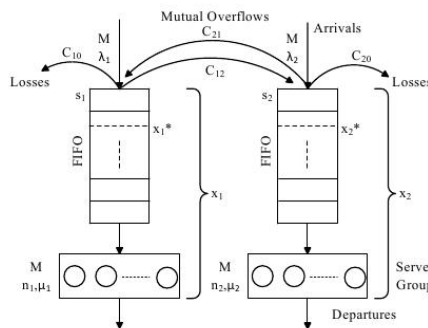 Mutual Overflows
M
λ₁
C₁₀
C₂₁
C₁₂
M
λ₂
Arrivals
C₂₀
Losses
Losses
s₁
s₂
x₁*
x₂*
FIFO
FIFO
x₁
x₂
M
n₁,μ₁
M
n₂,μ₂
Serve
Group
Departures